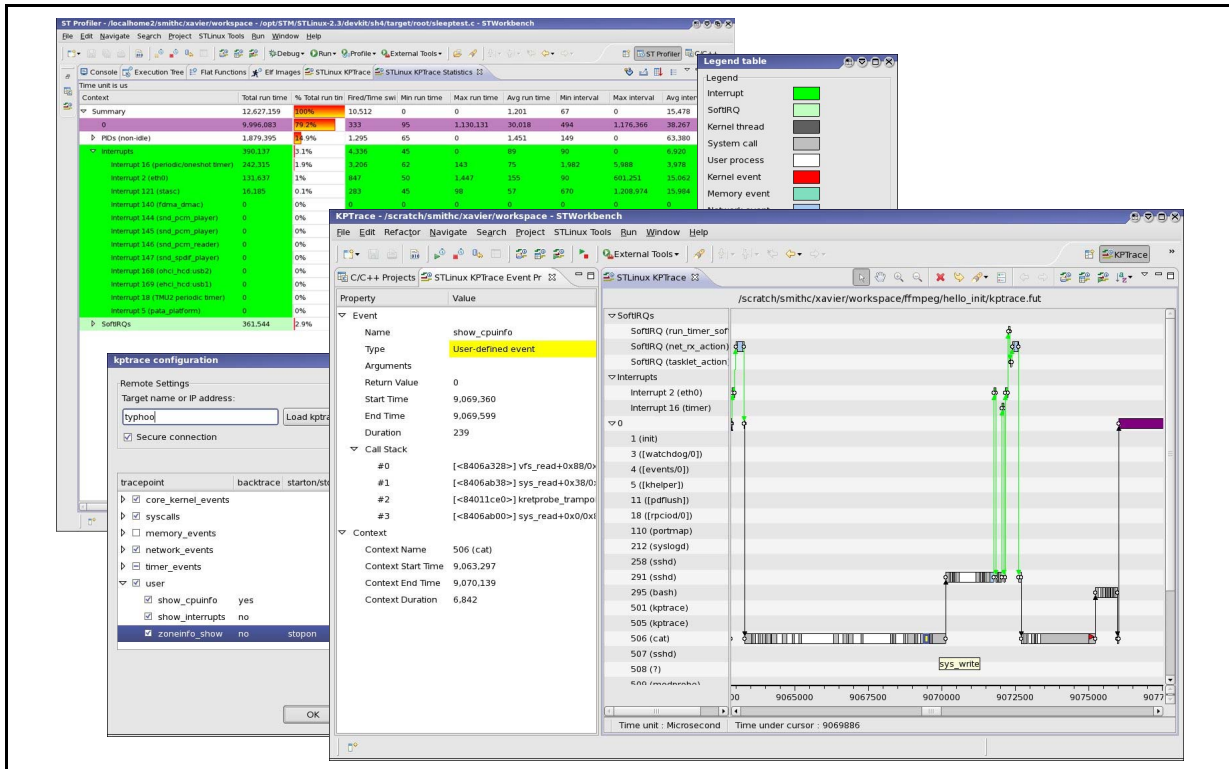 ST Profiler - /localhome2/smithc/xavier/workspace - /opt/STM/STLinux-2.3/devkit/sh4/target/root/sleeptest.c - STWorkbench
File Edit Navigate Search Project STLinux Tools Run Window Help
Debug Run Profile External Tools ST Profiler C/C++
Console Execution Tree Flat Functions Elf Images STLinux KPTrace STLinux KPTrace Statistics
Time unit is us
Context Total run time % Total run tin Fired/Time swi Min run time Max run time Avg run time Min interval Max interval Avg inter
Summary 12,627,159 100% 10,512 0 0 1,201 67 0 15,478
0 9,996,083 79.2% 333 95 1,130,131 30,018 494 1,176,366 38,267
PIDs (non-idle) 1,879,395 14.9% 1,295 65 0 1,451 149 0 63,380
Interrupts 390,137 3.1% 4,336 45 0 89 90 0 6,920
Interrupt 16 (periodic/oneshot timer) 242,315 1.9% 3,206 62 143 75 1,982 5,988 3,978
Interrupt 2 (eth0) 131,637 1% 847 50 1,447 155 90 601,251 15,062
Interrupt 121 (stasc) 16,185 0.1% 283 45 98 57 670 1,208,974 15,984
Interrupt 140 (fdma_dmac) 0 0% 0 0 0 0 0 0 0
Interrupt 144 (snd_pcm_player) 0 0%
Interrupt 145 (snd_pcm_player) 0 0%
Interrupt 146 (snd_pcm_reader) 0 0%
Interrupt 147 (snd_spdif_player) 0 0%
Interrupt 168 (ohci_hcd:usb2) 0 0%
Interrupt 169 (ehci_hcd:usb1) 0 0%
Interrupt 18 (TMU2 periodic timer) 0 0%
Interrupt 5 (pata_platform) 0 0%
SoftIRQs 361,544 2.9%
Legend table
Legend
Interrupt
SoftIRQ
Kernel thread
System call
User process
Kernel event
Memory event
kptrace configuration
Remote Settings
Target name or IP address:
typhoo Load kptra
Secure connection
tracepoint backtrace starton/sto
core_kernel_events
syscalls
memory_events
network_events
timer_events
user
show_cpuinfo yes
show_interrupts no
zoneinfo_show no stopon
OK
KPTrace - /scratch/smithc/xavier/workspace - STWorkbench
File Edit Refactor Navigate Search Project STLinux Tools Run Window Help
External Tools KPTrace
C/C++ Projects STLinux KPTrace Event Pr
Property Value
Event
Name show_cpuinfo
Type User-defined event
Arguments
Return Value 0
Start Time 9,069,360
End Time 9,069,599
Duration 239
Call Stack
#0 [<8406a328>] vfs_read+0x88/0x
#1 [<8406ab38>] sys_read+0x38/0x
#2 [<84011ce0>] kretprobe_trampo
#3 [<8406ab00>] sys_read+0x0/0x
Context
Context Name 506 (cat)
Context Start Time 9,063,297
Context End Time 9,070,139
Context Duration 6,842
STLinux KPTrace
/scratch/smithc/xavier/workspace/ffmpeg/hello_init/kptrace.fut
SoftIRQs
SoftIRQ (run_timer_sof
SoftIRQ (net_rx_action)
SoftIRQ (tasklet_action
Interrupts
Interrupt 2 (eth0)
Interrupt 16 (timer)
0
1 (init)
3 ([watchdog/0])
4 ([events/0])
5 ([khelper])
11 ([pdflush])
18 ([rpciod/0])
110 (portmap)
212 (syslogd)
258 (sshd)
291 (sshd)
295 (bash)
501 (kptrace)
505 (kptrace)
506 (cat)
507 (sshd)
508 (?)
509 (modprobe)
sys_write
00 9065000 9067500 9070000 9072500 9075000 9077
Time unit : Microsecond Time under cursor : 9069886